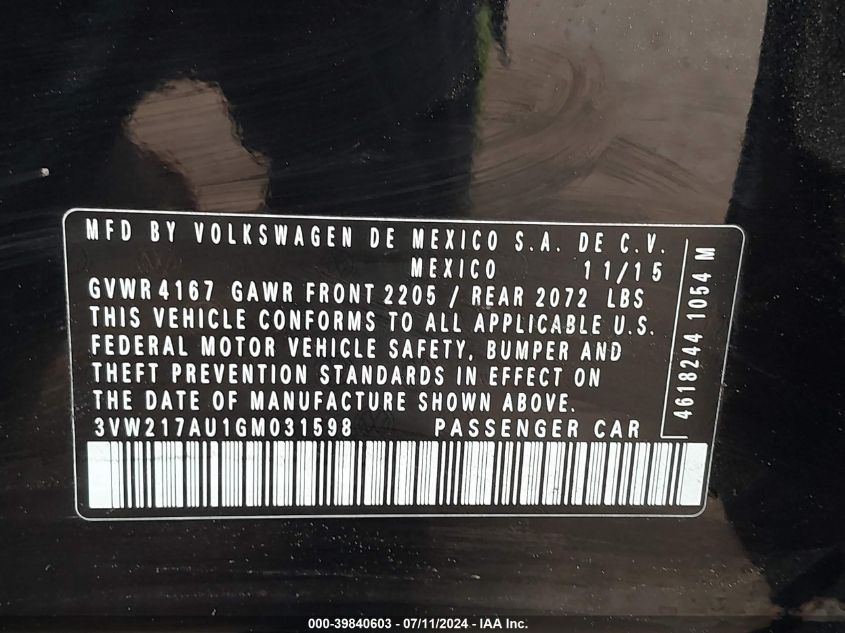 MFD BY VOLKSWAGEN DE MEXICO S.A. DE C.V.
MEXICO 11/15
GVWR 4167 GAWR FRONT 2205 / REAR 2072 LBS
THIS VEHICLE CONFORMS TO ALL APPLICABLE U.S.
FEDERAL MOTOR VEHICLE SAFETY, BUMPER AND
THEFT PREVENTION STANDARDS IN EFFECT ON
THE DATE OF MANUFACTURE SHOWN ABOVE.
3VW217AU1GM031598 PASSENGER CAR
4618244 1054 M
000-39840603 - 07/11/2024 - IAA Inc.